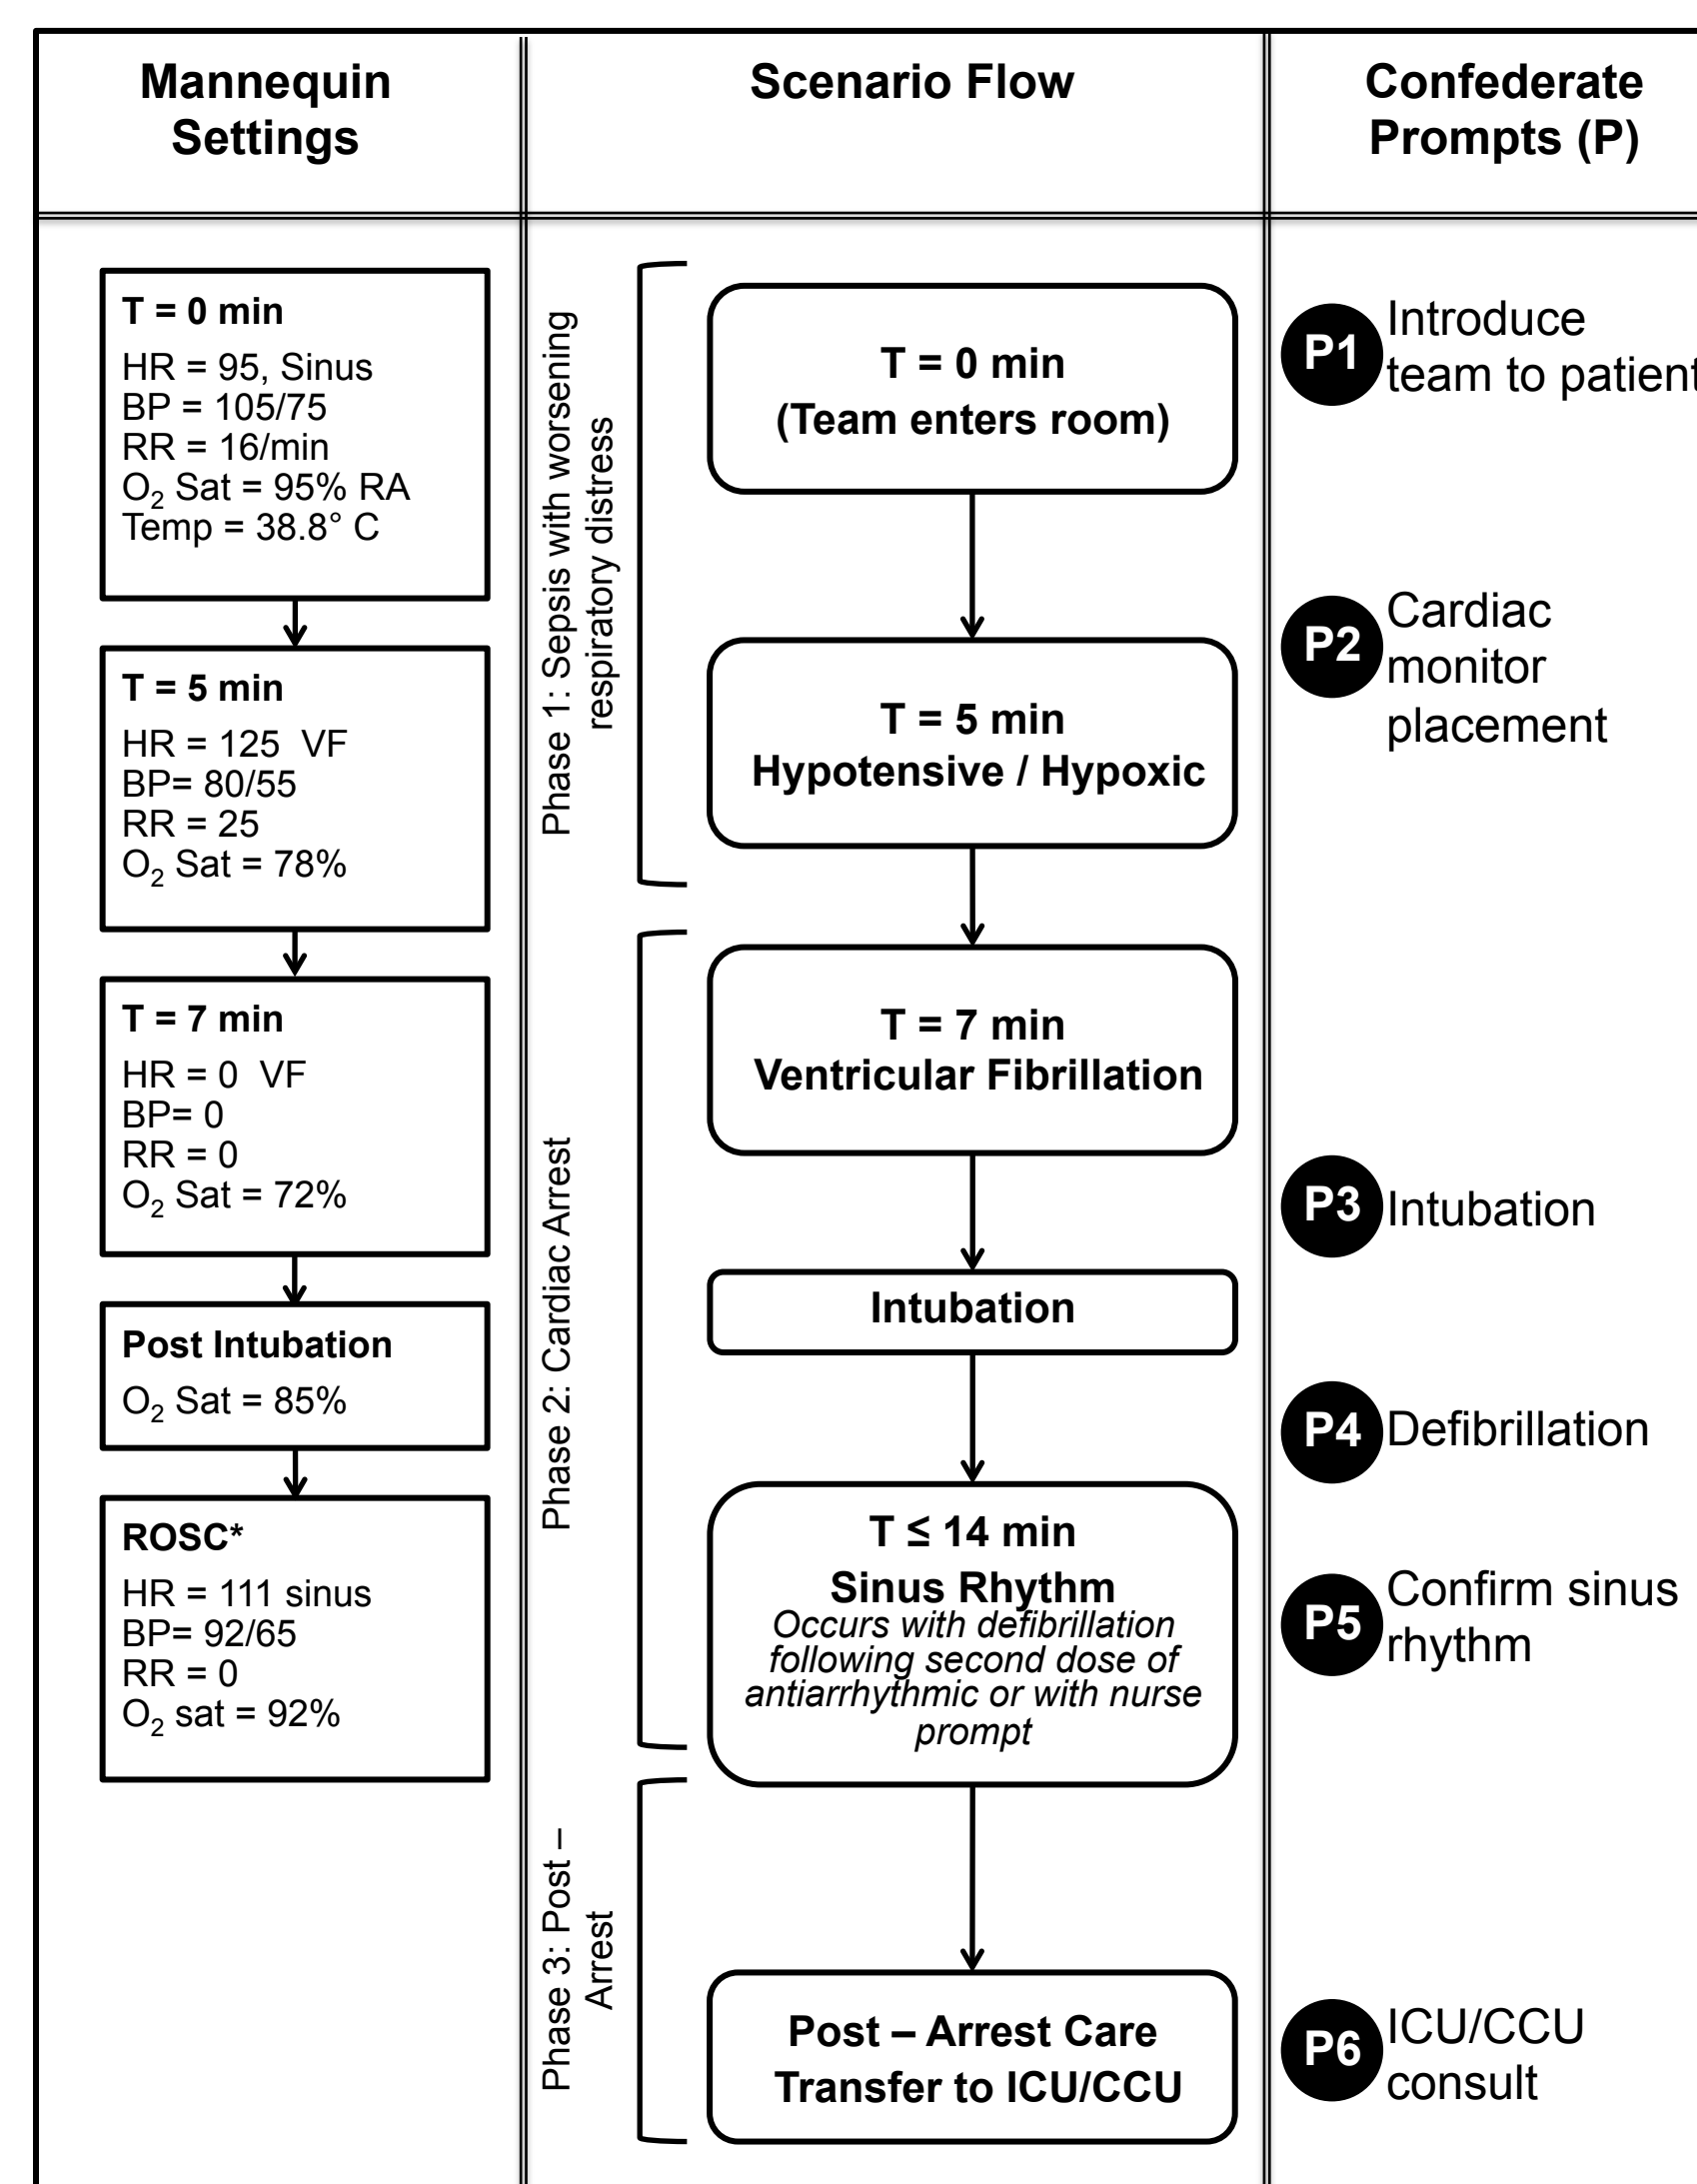 Mannequin
Settings
Scenario Flow
Confederate
Prompts (P)
T = 0 min
HR = 95, Sinus
BP = 105/75
RR = 16/min
O2 Sat = 95% RA
Temp = 38.8° C
T = 5 min
HR = 125  VF
BP= 80/55
RR = 25
O2 Sat = 78%
T = 7 min
HR = 0  VF
BP= 0
RR = 0
O2 Sat = 72%
Post Intubation
O2 Sat = 85%
ROSC*
HR = 111 sinus
BP= 92/65
RR = 0
O2 sat = 92%
Phase 1: Sepsis with worsening
respiratory distress
T = 0 min
(Team enters room)
T = 5 min
Hypotensive / Hypoxic
Phase 2: Cardiac Arrest
T = 7 min
Ventricular Fibrillation
Intubation
T ≤ 14 min
Sinus Rhythm
Occurs with defibrillation
following second dose of
antiarrhythmic or with nurse
prompt
Phase 3: Post –
Arrest
Post – Arrest Care
Transfer to ICU/CCU
P1
Introduce
team to patient
P2
Cardiac
monitor
placement
P3
Intubation
P4
Defibrillation
P5
Confirm sinus
rhythm
P6
ICU/CCU
consult